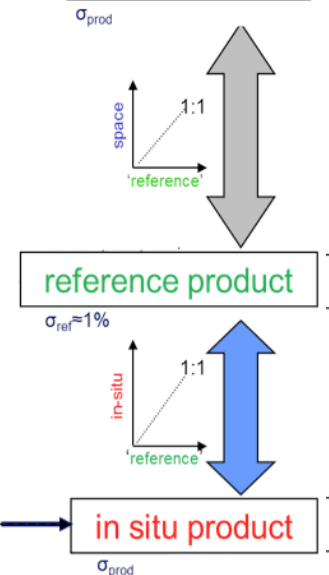 σprod
space
1:1
'reference'
reference product
σref≈1%
in-situ
1:1
'reference'
in situ product
σprod